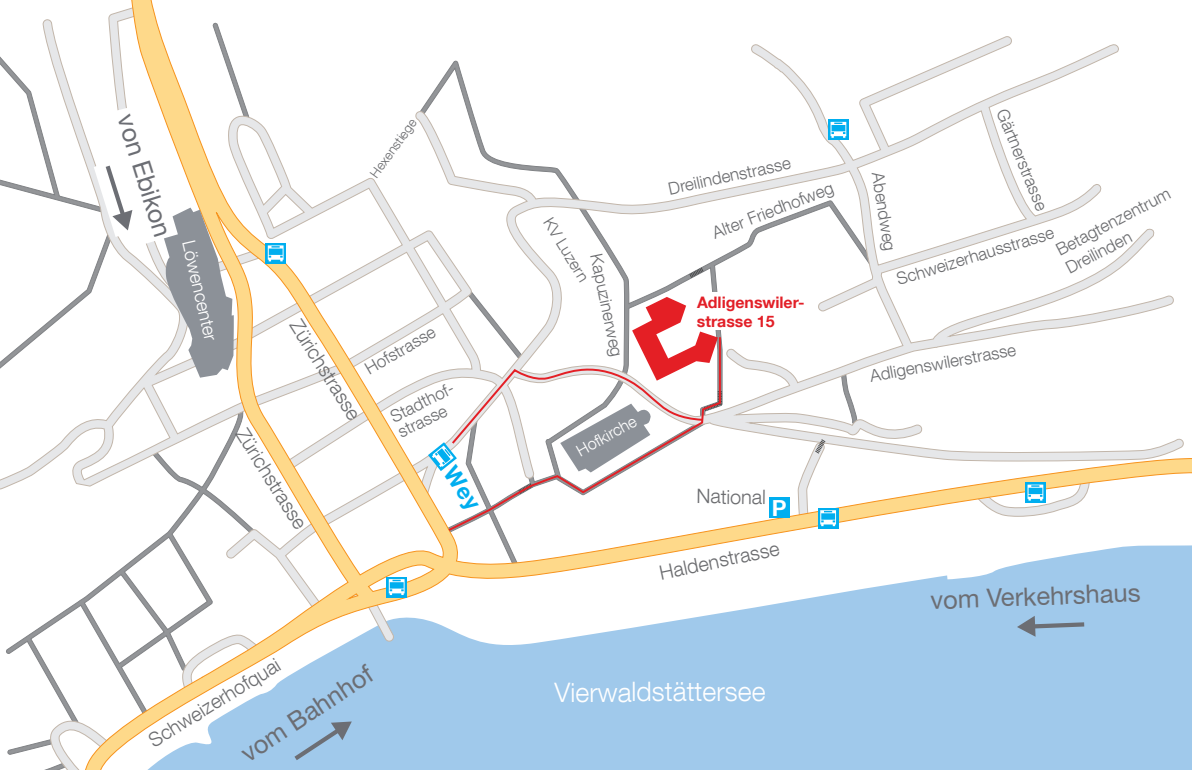 von Ebikon
Löwencenter
Hexenstiege
Dreilindenstrasse
Alter Friedhofweg
Abendweg
Gärtnerstrasse
Schweizerhausstrasse
Betagtenzentrum
Dreilinden
KV Luzern
Kapuzinerweg
Adligenswiler-
strasse 15
Zürichstrasse
Hofstrasse
Stadthof-
strasse
Adligenswilerstrasse
Hofkirche
Zürichstrasse
Wey
National
P
Haldenstrasse
vom Verkehrshaus
Schweizerhofquai
vom Bahnhof
Vierwaldstättersee